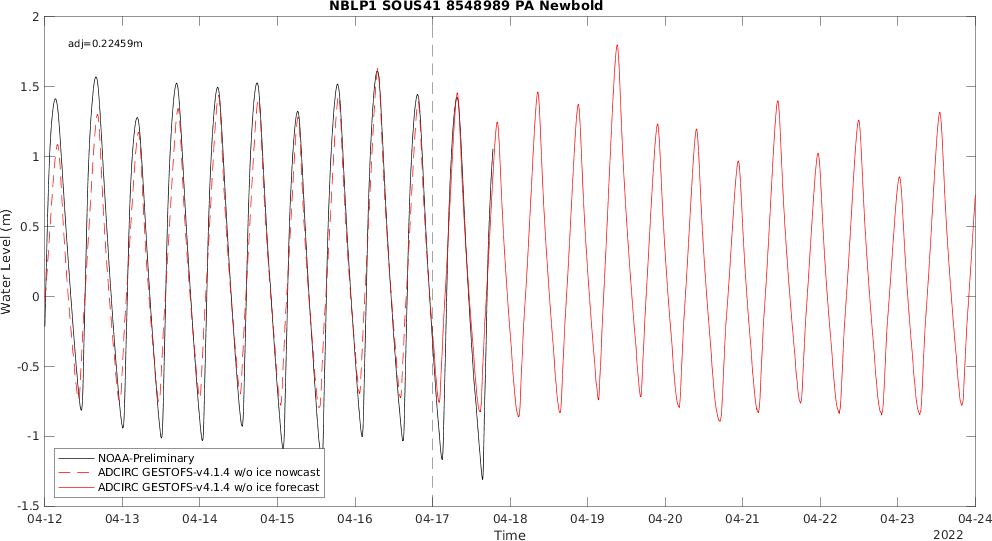 NBLP1 SOUS41 8548989 PA Newbold
adj=0.22459m
2
1.5
1
0.5
0
-0.5
-1
-1.5
Water Level (m)
NOAA-Preliminary
ADCIRC GESTOFS-v4.1.4 w/o ice nowcast
ADCIRC GESTOFS-v4.1.4 w/o ice forecast
04-12 04-13 04-14 04-15 04-16 04-17 04-18 04-19 04-20 04-21 04-22 04-23 04-24
Time
2022